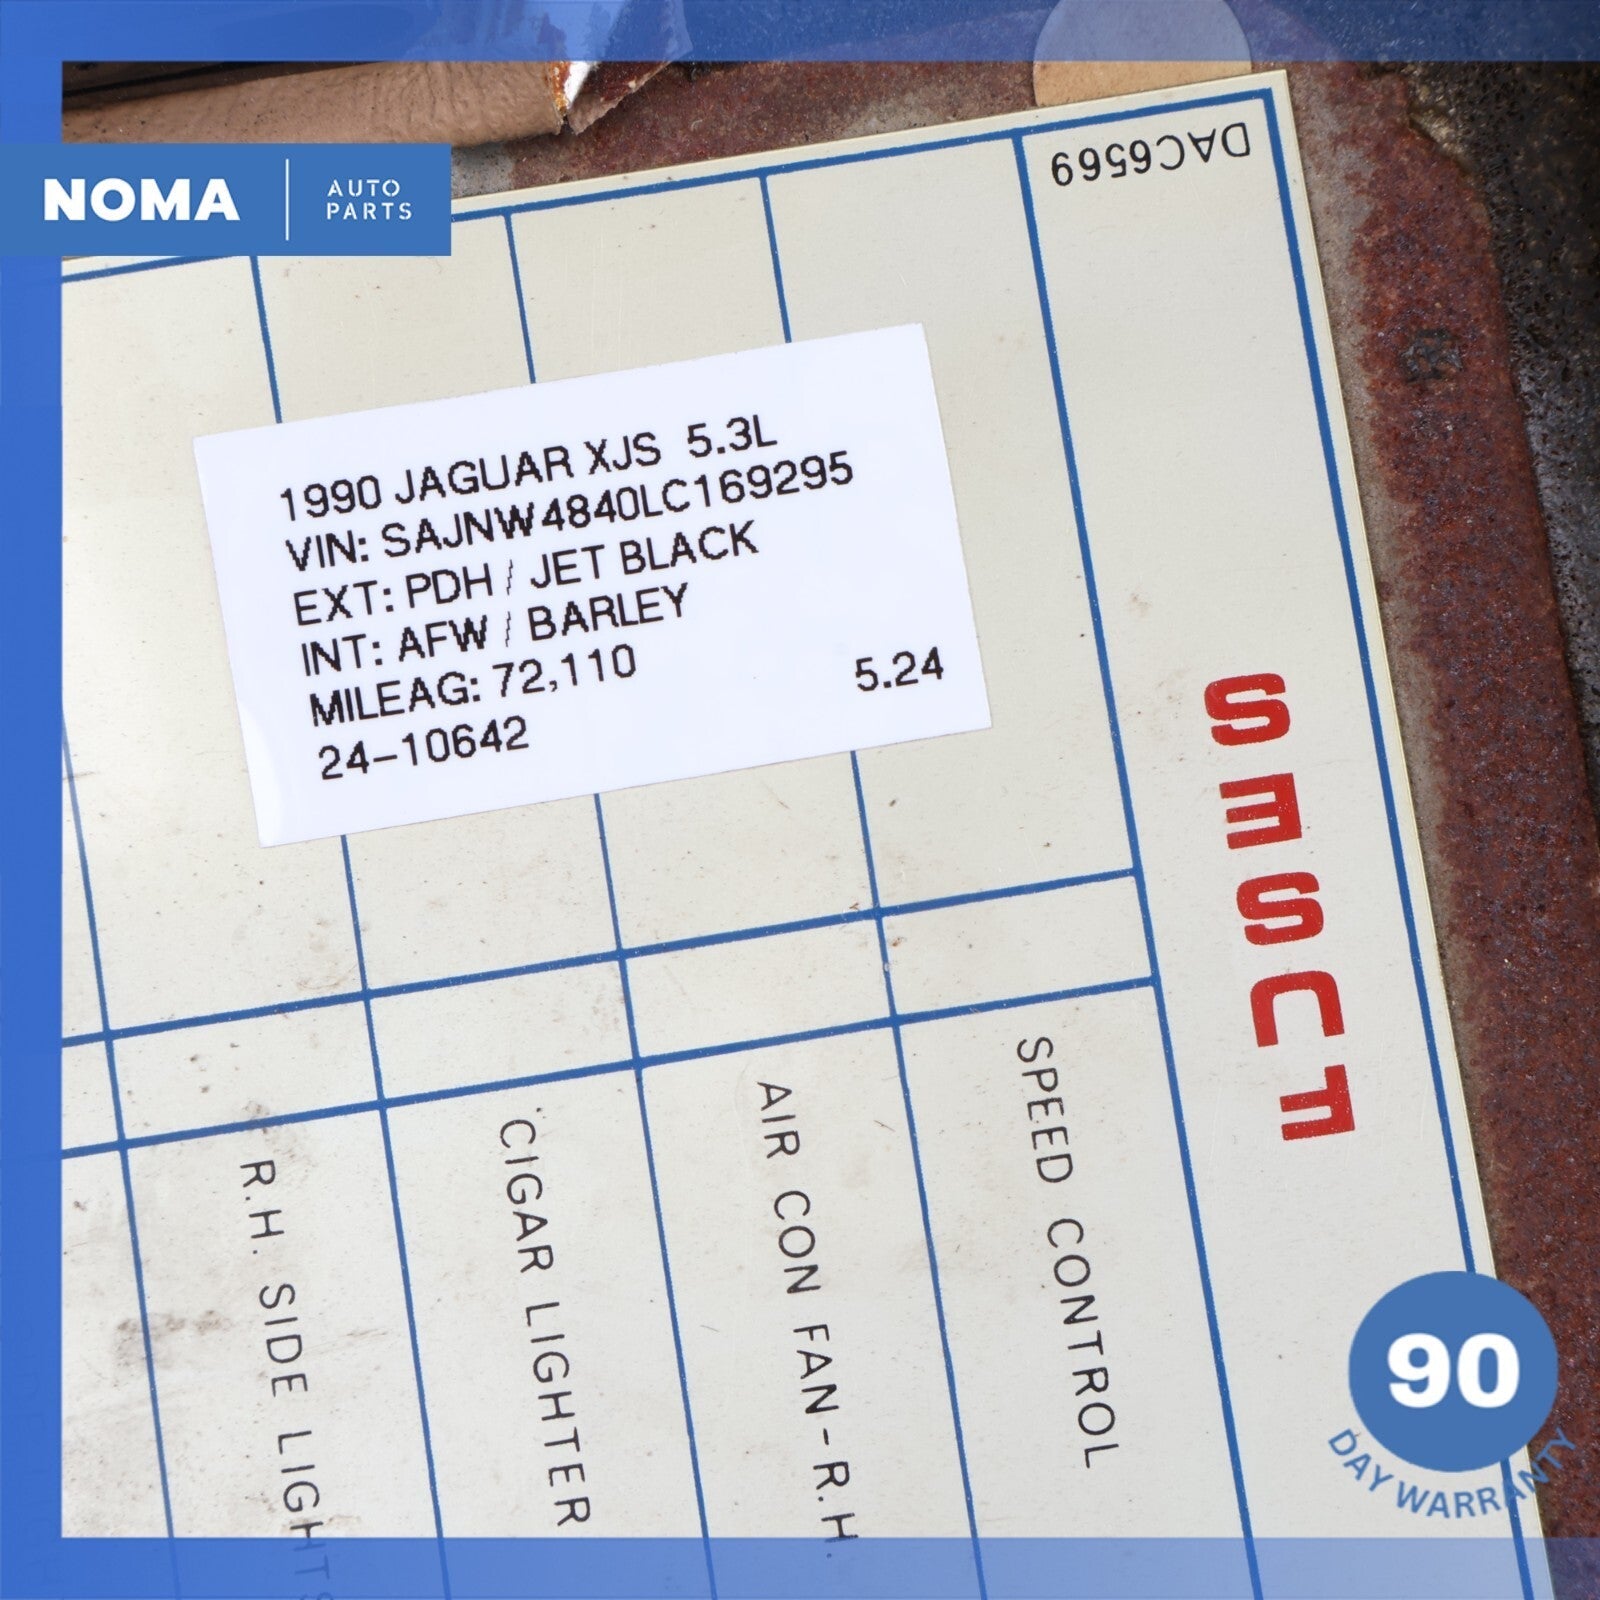 NOMA
AUTO
PARTS
DAC6569
1990 JAGUAR XJS 5.3L
VIN: SAJNW4840LC169295
EXT: PDH / JET BLACK
INT: AFW / BARLEY
MILEAG: 72,110
5.24
24-10642
FUSES
SPEED CONTROL
AIR CON FAN-R.H.
CIGAR LIGHTER
R.H. SIDE LIGHTS
90
DAY WARRANTY